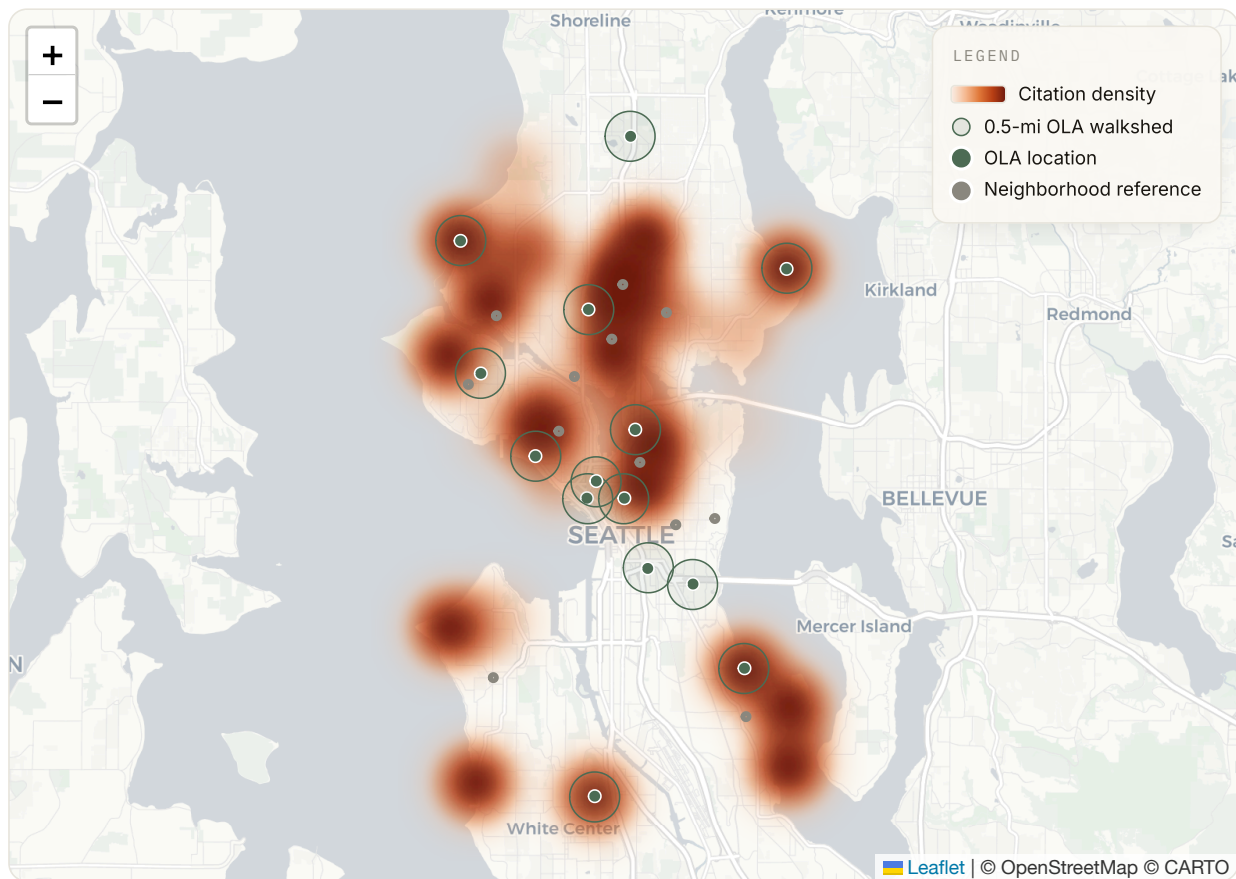 Shoreline
Kenmore
Woodinville
+
−
LEGEND
Citation density
0.5-mi OLA walkshed
OLA location
Neighborhood reference
Kirkland
Redmond
BELLEVUE
SEATTLE
Mercer Island
N
White Center
Leaflet | © OpenStreetMap © CARTO